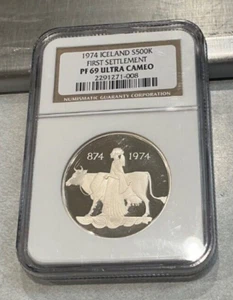 1974 ICELAND S500K
FIRST SETTLEMENT
PF 69 ULTRA CAMEO
2291271-008
NUMISMATIC GUARANTY CORPORATION
874 1974